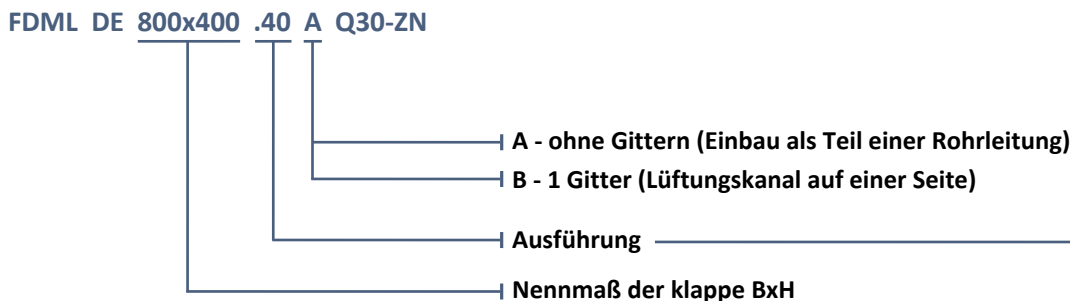 FDML DE 800x400 .40 A Q30-ZN
A - ohne Gittern (Einbau als Teil einer Rohrleitung)
B - 1 Gitter (Lüftungskanal auf einer Seite)
Ausführung
Nennmaß der klappe BxH